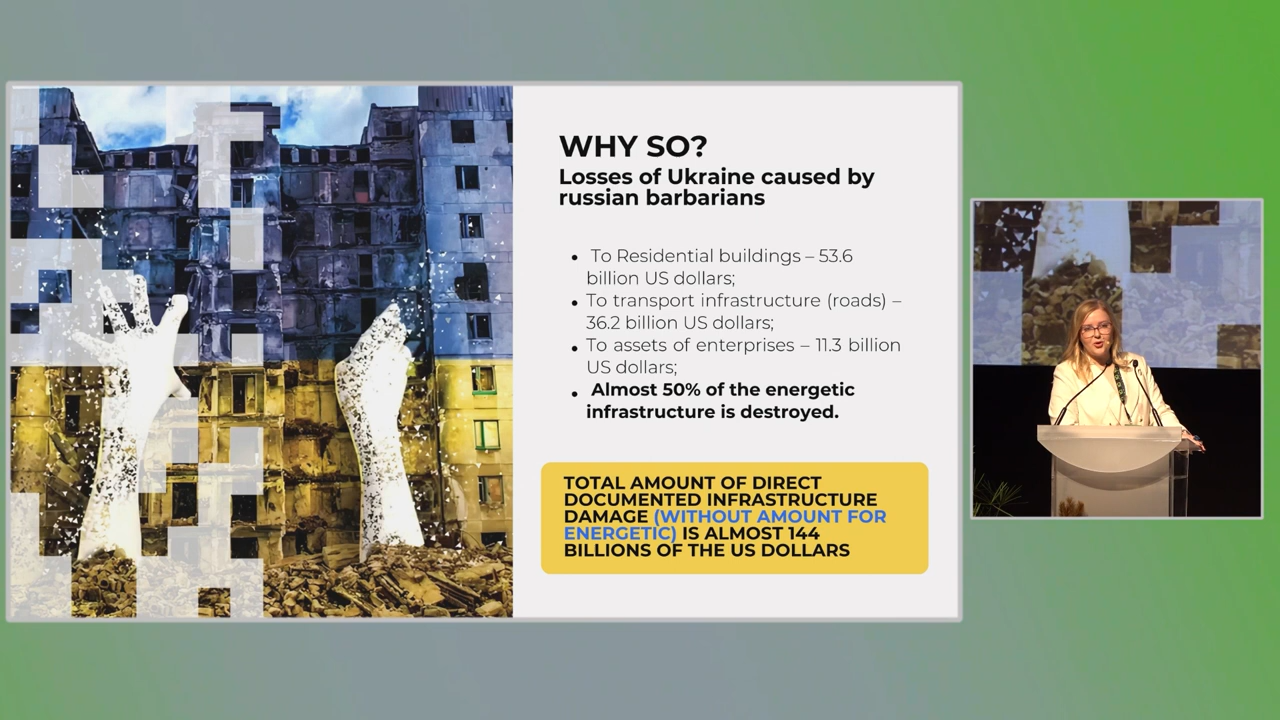 WHY SO?
Losses of Ukraine caused by
russian barbarians
• To Residential buildings – 53.6
billion US dollars;
• To transport infrastructure (roads) –
36.2 billion US dollars;
• To assets of enterprises – 11.3 billion
US dollars;
• Almost 50% of the energetic
infrastructure is destroyed.
TOTAL AMOUNT OF DIRECT
DOCUMENTED INFRASTRUCTURE
DAMAGE (WITHOUT AMOUNT FOR
ENERGETIC) IS ALMOST 144
BILLIONS OF THE US DOLLARS